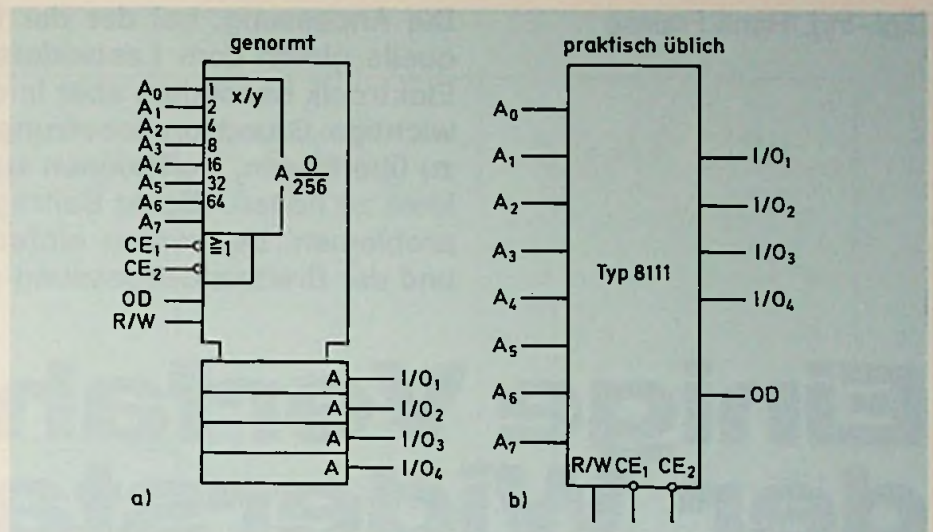 genormt
A₀ 1 x/y
A₁ 2
A₂ 4
A₃ 8
A₄ 16 A 0/256
A₅ 32
A₆ 64
A₇
CE₁ ≧1
CE₂
OD
R/W
A I/O₁
A I/O₂
A I/O₃
A I/O₄
a)
praktisch üblich
A₀
A₁ I/O₁
A₂ I/O₂
A₃ I/O₃
Typ 8111
A₄ I/O₄
A₅
A₆ OD
A₇
R/W CE₁ CE₂
b)